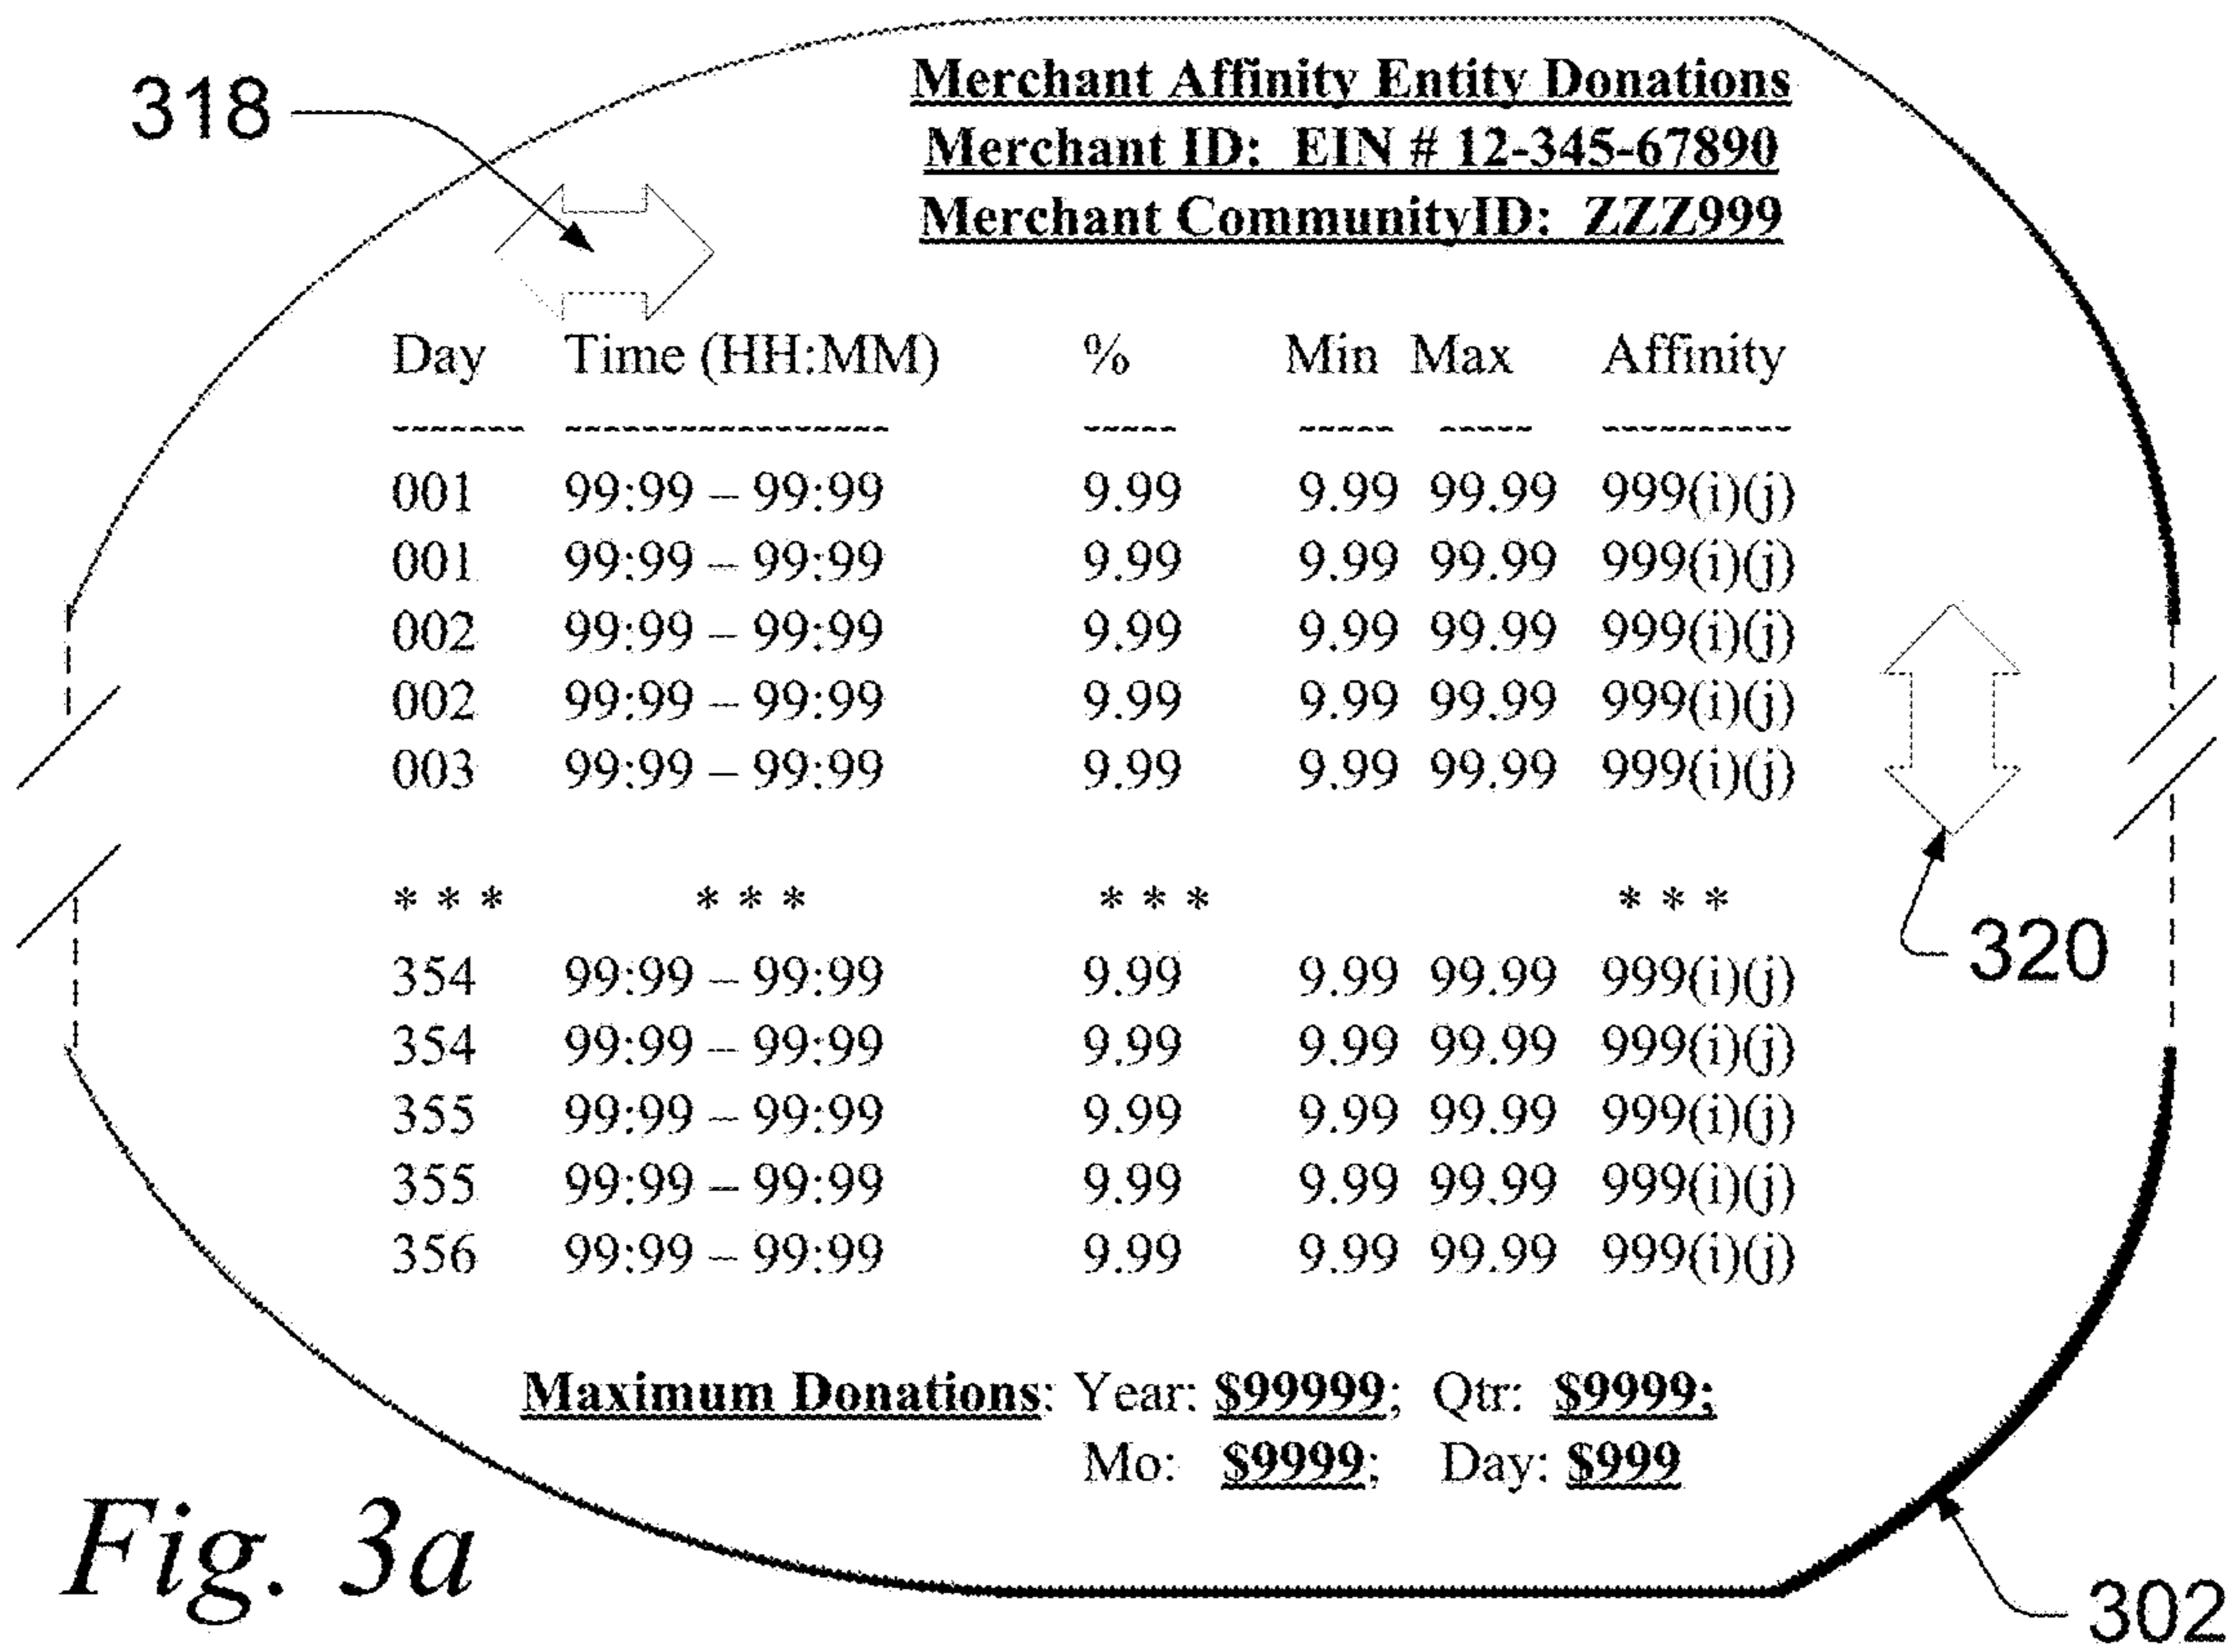 Merchant Affinity Entity Donations
318
Merchant ID: EIN # 12-345-67890
Merchant CommunityID: ZZZ999
Day Time (HH:MM) % Min Max Affinity
------- ----------------- ----- ----- ----- ----------
001 99:99 – 99:99 9.99 9.99 99.99 999(i)(j)
001 99:99 – 99:99 9.99 9.99 99.99 999(i)(j)
002 99:99 – 99:99 9.99 9.99 99.99 999(i)(j)
002 99:99 – 99:99 9.99 9.99 99.99 999(i)(j)
003 99:99 – 99:99 9.99 9.99 99.99 999(i)(j)
* * * * * * * * * * * *
320
354 99:99 – 99:99 9.99 9.99 99.99 999(i)(j)
354 99:99 – 99:99 9.99 9.99 99.99 999(i)(j)
355 99:99 – 99:99 9.99 9.99 99.99 999(i)(j)
355 99:99 – 99:99 9.99 9.99 99.99 999(i)(j)
356 99:99 – 99:99 9.99 9.99 99.99 999(i)(j)
Maximum Donations: Year: $99999; Qtr: $9999;
Mo: $9999; Day: $999
Fig. 3a
302